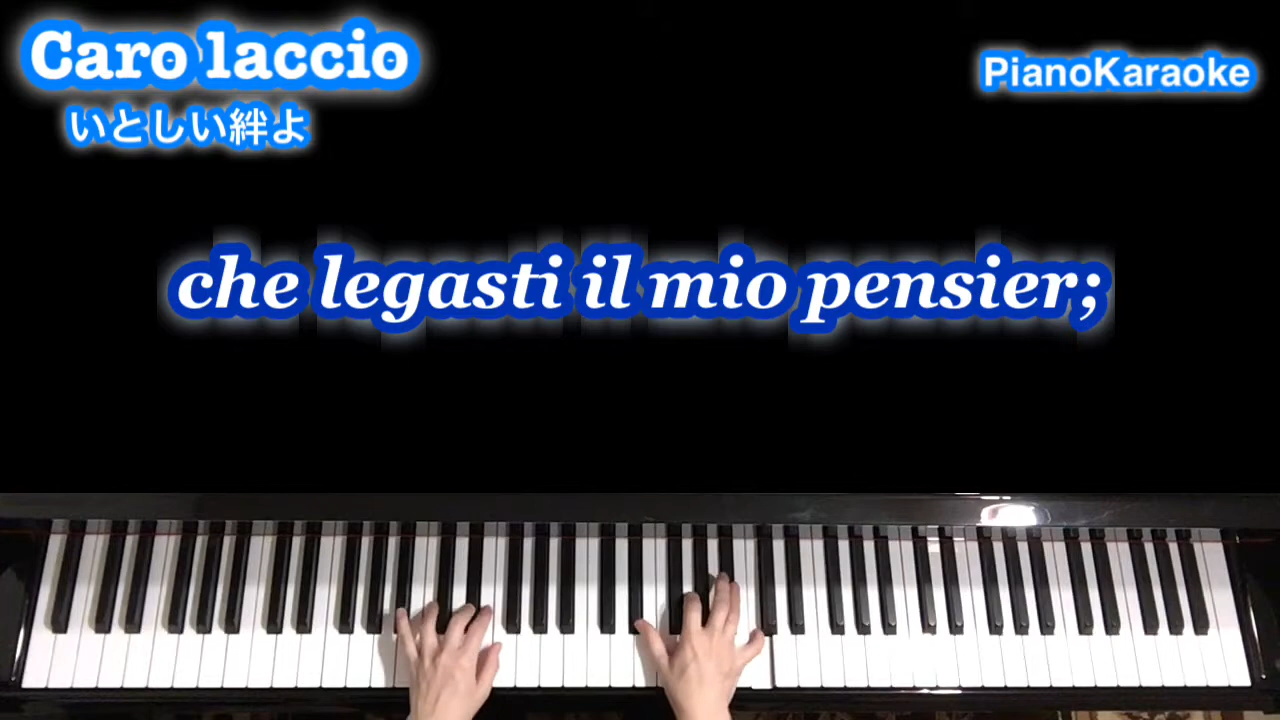 Caro laccio
PianoKaraoke
いとしい絆よ
che legasti il mio pensier;